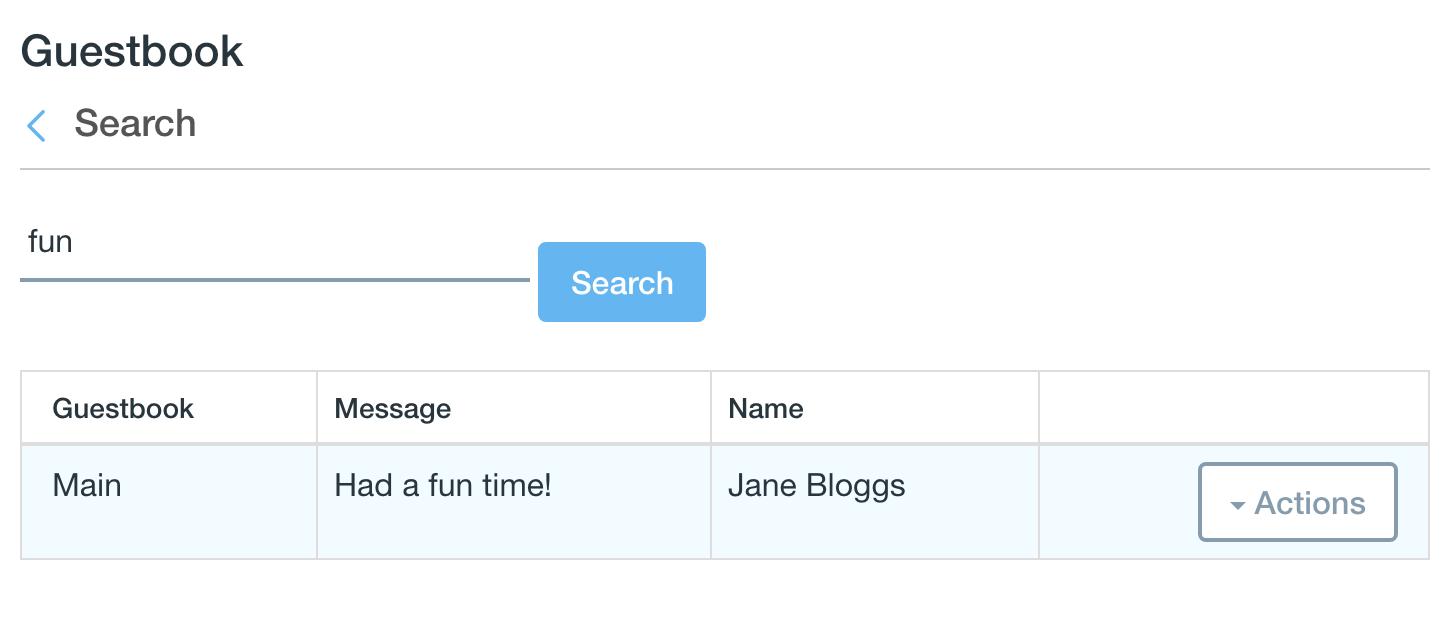 Guestbook
Search
fun
Search
Guestbook Message Name
Main Had a fun time! Jane Bloggs Actions